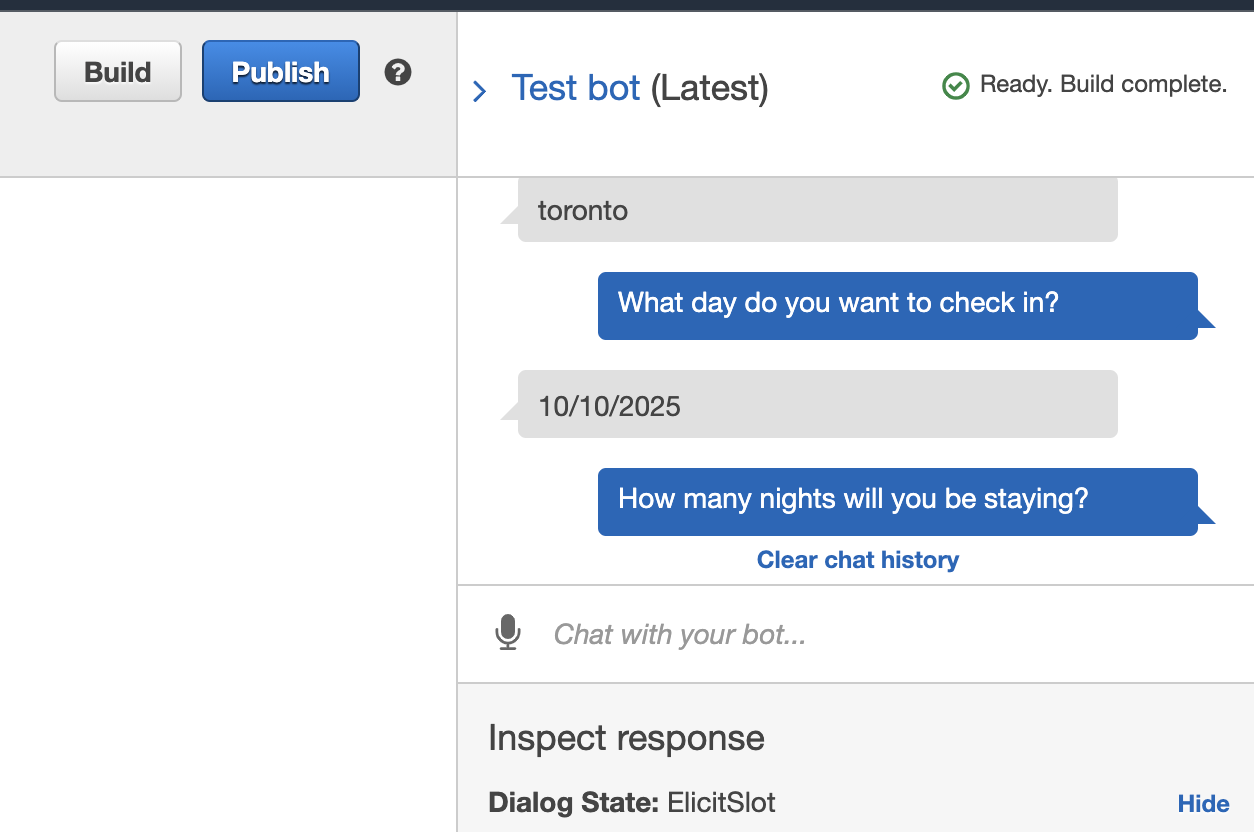 Build Publish ?
Test bot (Latest)
Ready. Build complete.
toronto
What day do you want to check in?
10/10/2025
How many nights will you be staying?
Clear chat history
Chat with your bot...
Inspect response
Dialog State: ElicitSlot
Hide